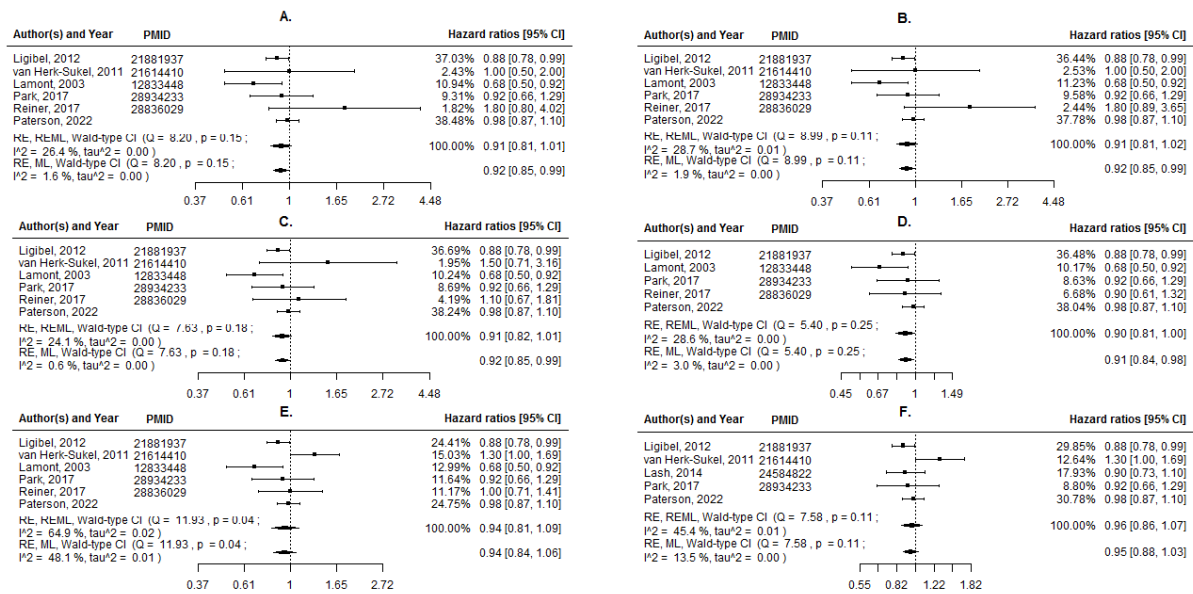 A.
Author(s) and Year PMID Hazard ratios [95% CI]
Ligibel, 2012 21881937 37.03% 0.88 [0.78, 0.99]
van Herk-Sukel, 2011 21614410 2.43% 1.00 [0.50, 2.00]
Lamont, 2003 12833448 10.94% 0.68 [0.50, 0.92]
Park, 2017 28934233 9.31% 0.92 [0.66, 1.29]
Reiner, 2017 28836029 1.82% 1.80 [0.80, 4.02]
Paterson, 2022 38.48% 0.98 [0.87, 1.10]
RE, REML, Wald-type CI (Q = 8.20 , p = 0.15 ;
I^2 = 26.4 %, tau^2 = 0.00 ) 100.00% 0.91 [0.81, 1.01]
RE, ML, Wald-type CI (Q = 8.20 , p = 0.15 ;
I^2 = 1.6 %, tau^2 = 0.00 ) 0.92 [0.85, 0.99]
0.37 0.61 1 1.65 2.72 4.48
B.
Author(s) and Year PMID Hazard ratios [95% CI]
Ligibel, 2012 21881937 36.44% 0.88 [0.78, 0.99]
van Herk-Sukel, 2011 21614410 2.53% 1.00 [0.50, 2.00]
Lamont, 2003 12833448 11.23% 0.68 [0.50, 0.92]
Park, 2017 28934233 9.58% 0.92 [0.66, 1.29]
Reiner, 2017 28836029 2.44% 1.80 [0.89, 3.65]
Paterson, 2022 37.78% 0.98 [0.87, 1.10]
RE, REML, Wald-type CI (Q = 8.99 , p = 0.11 ;
I^2 = 28.7 %, tau^2 = 0.01 ) 100.00% 0.91 [0.81, 1.02]
RE, ML, Wald-type CI (Q = 8.99 , p = 0.11 ;
I^2 = 1.9 %, tau^2 = 0.00 ) 0.92 [0.85, 0.99]
0.37 0.61 1 1.65 2.72 4.48
C.
Author(s) and Year PMID Hazard ratios [95% CI]
Ligibel, 2012 21881937 36.69% 0.88 [0.78, 0.99]
van Herk-Sukel, 2011 21614410 1.95% 1.50 [0.71, 3.16]
Lamont, 2003 12833448 10.24% 0.68 [0.50, 0.92]
Park, 2017 28934233 8.69% 0.92 [0.66, 1.29]
Reiner, 2017 28836029 4.19% 1.10 [0.67, 1.81]
Paterson, 2022 38.24% 0.98 [0.87, 1.10]
RE, REML, Wald-type CI (Q = 7.63 , p = 0.18 ;
I^2 = 24.1 %, tau^2 = 0.00 ) 100.00% 0.91 [0.82, 1.01]
RE, ML, Wald-type CI (Q = 7.63 , p = 0.18 ;
I^2 = 0.6 %, tau^2 = 0.00 ) 0.92 [0.85, 0.99]
0.37 0.61 1 1.65 2.72 4.48
D.
Author(s) and Year PMID Hazard ratios [95% CI]
Ligibel, 2012 21881937 36.48% 0.88 [0.78, 0.99]
Lamont, 2003 12833448 10.17% 0.68 [0.50, 0.92]
Park, 2017 28934233 8.63% 0.92 [0.66, 1.29]
Reiner, 2017 28836029 6.68% 0.90 [0.61, 1.32]
Paterson, 2022 38.04% 0.98 [0.87, 1.10]
RE, REML, Wald-type CI (Q = 5.40 , p = 0.25 ;
I^2 = 28.6 %, tau^2 = 0.00 ) 100.00% 0.90 [0.81, 1.00]
RE, ML, Wald-type CI (Q = 5.40 , p = 0.25 ;
I^2 = 3.0 %, tau^2 = 0.00 ) 0.91 [0.84, 0.98]
0.45 0.67 1 1.49
E.
Author(s) and Year PMID Hazard ratios [95% CI]
Ligibel, 2012 21881937 24.41% 0.88 [0.78, 0.99]
van Herk-Sukel, 2011 21614410 15.03% 1.30 [1.00, 1.69]
Lamont, 2003 12833448 12.99% 0.68 [0.50, 0.92]
Park, 2017 28934233 11.64% 0.92 [0.66, 1.29]
Reiner, 2017 28836029 11.17% 1.00 [0.71, 1.41]
Paterson, 2022 24.75% 0.98 [0.87, 1.10]
RE, REML, Wald-type CI (Q = 11.93 , p = 0.04 ;
I^2 = 64.9 %, tau^2 = 0.02 ) 100.00% 0.94 [0.81, 1.09]
RE, ML, Wald-type CI (Q = 11.93 , p = 0.04 ;
I^2 = 48.1 %, tau^2 = 0.01 ) 0.94 [0.84, 1.06]
0.37 0.61 1 1.65 2.72
F.
Author(s) and Year PMID Hazard ratios [95% CI]
Ligibel, 2012 21881937 29.85% 0.88 [0.78, 0.99]
van Herk-Sukel, 2011 21614410 12.64% 1.30 [1.00, 1.69]
Lash, 2014 24584822 17.93% 0.90 [0.73, 1.10]
Park, 2017 28934233 8.80% 0.92 [0.66, 1.29]
Paterson, 2022 30.78% 0.98 [0.87, 1.10]
RE, REML, Wald-type CI (Q = 7.58 , p = 0.11 ;
I^2 = 45.4 %, tau^2 = 0.01 ) 100.00% 0.96 [0.86, 1.07]
RE, ML, Wald-type CI (Q = 7.58 , p = 0.11 ;
I^2 = 13.5 %, tau^2 = 0.00 ) 0.95 [0.88, 1.03]
0.55 0.82 1.22 1.82